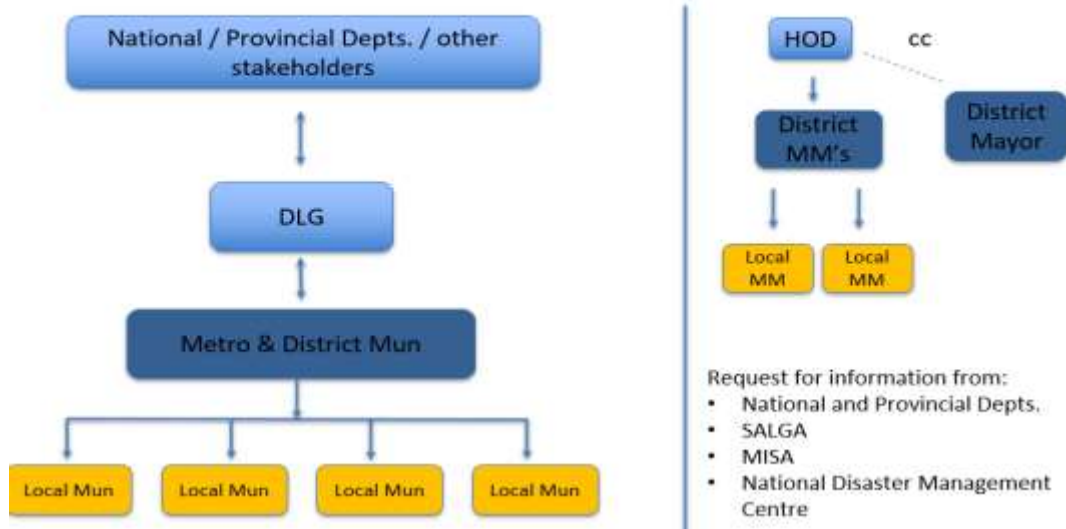 National / Provincial Depts. / other
stakeholders
DLG
Metro & District Mun
Local Mun
Local Mun
Local Mun
Local Mun
HOD
cc
District
MM's
District
Mayor
Local
MM
Local
MM
Request for information from:
• National and Provincial Depts.
• SALGA
• MISA
• National Disaster Management
Centre